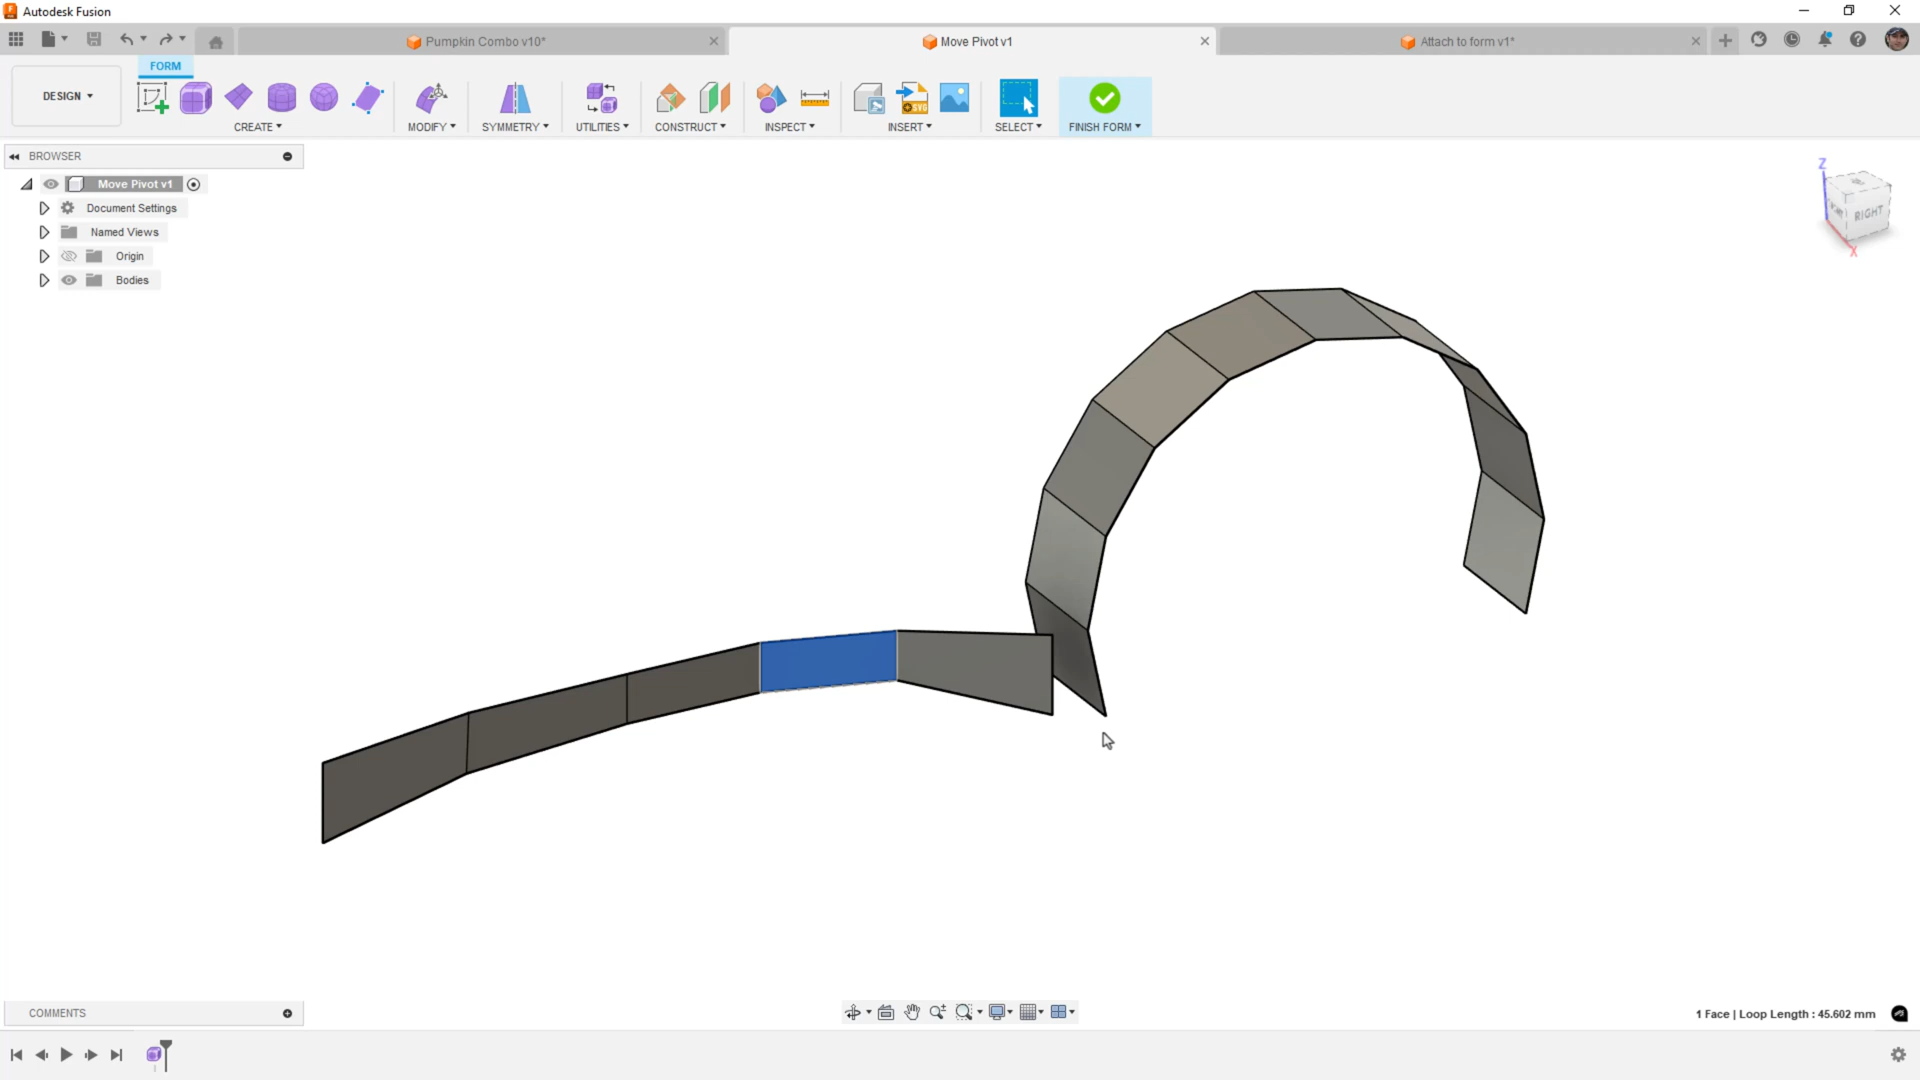 Autodesk Fusion
Pumpkin Combo v10*
Move Pivot v1
Attach to form v1*
FORM
DESIGN
CREATE
MODIFY
SYMMETRY
UTILITIES
CONSTRUCT
INSPECT
INSERT
SELECT
FINISH FORM
BROWSER
Move Pivot v1
Document Settings
Named Views
Origin
Bodies
Z
RIGHT
X
COMMENTS
1 Face | Loop Length : 45.602 mm